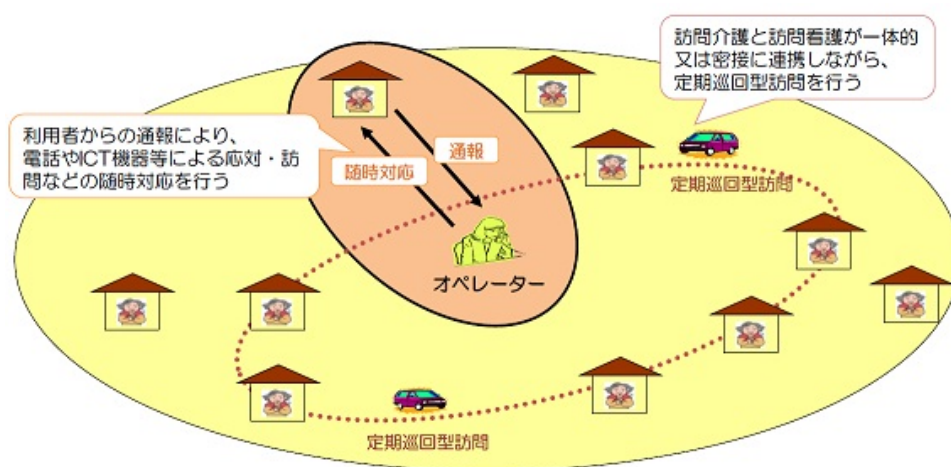 訪問介護と訪問看護が一体的
又は密接に連携しながら、
定期巡回型訪問を行う
利用者からの通報により、
電話やICT機器等による応対・訪
問などの随時対応を行う
通報
随時対応
定期巡回型訪問
オペレーター
定期巡回型訪問